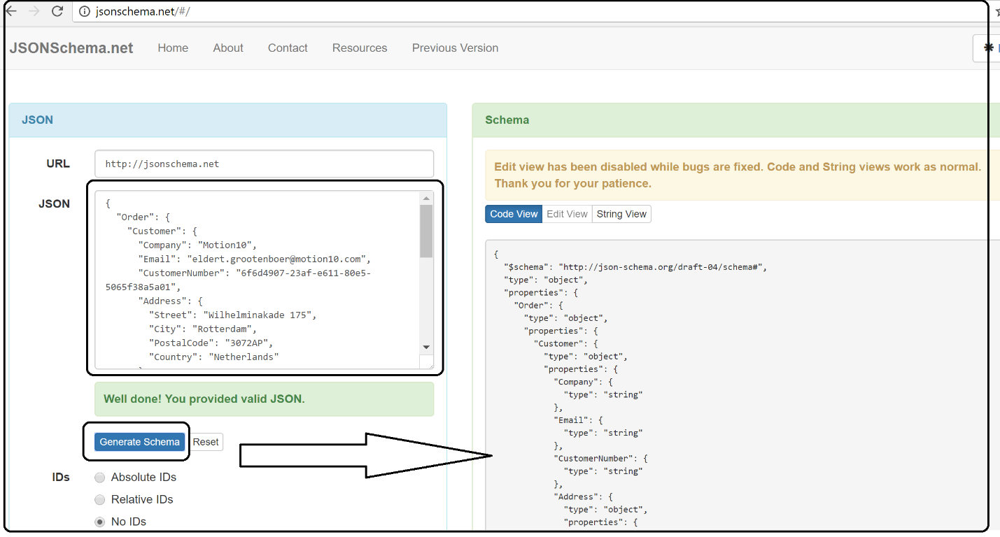 jsonschema.net/#/
JSONSchema.net Home About Contact Resources Previous Version
JSON
URL http://jsonschema.net
JSON
{
"Order": {
"Customer": {
"Company": "Motion10",
"Email": "eldert.grootenboer@motion10.com",
"CustomerNumber": "6f6d4907-23af-e611-80e5-
5065f38a5a01",
"Address": {
"Street": "Wilhelminakade 175",
"City": "Rotterdam",
"PostalCode": "3072AP",
"Country": "Netherlands"
Well done! You provided valid JSON.
Generate Schema Reset
IDs
Absolute IDs
Relative IDs
No IDs
Schema
Edit view has been disabled while bugs are fixed. Code and String views work as normal.
Thank you for your patience.
Code View Edit View String View
{
"$schema": "http://json-schema.org/draft-04/schema#",
"type": "object",
"properties": {
"Order": {
"type": "object",
"properties": {
"Customer": {
"type": "object",
"properties": {
"Company": {
"type": "string"
},
"Email": {
"type": "string"
},
"CustomerNumber": {
"type": "string"
},
"Address": {
"type": "object",
"properties": {